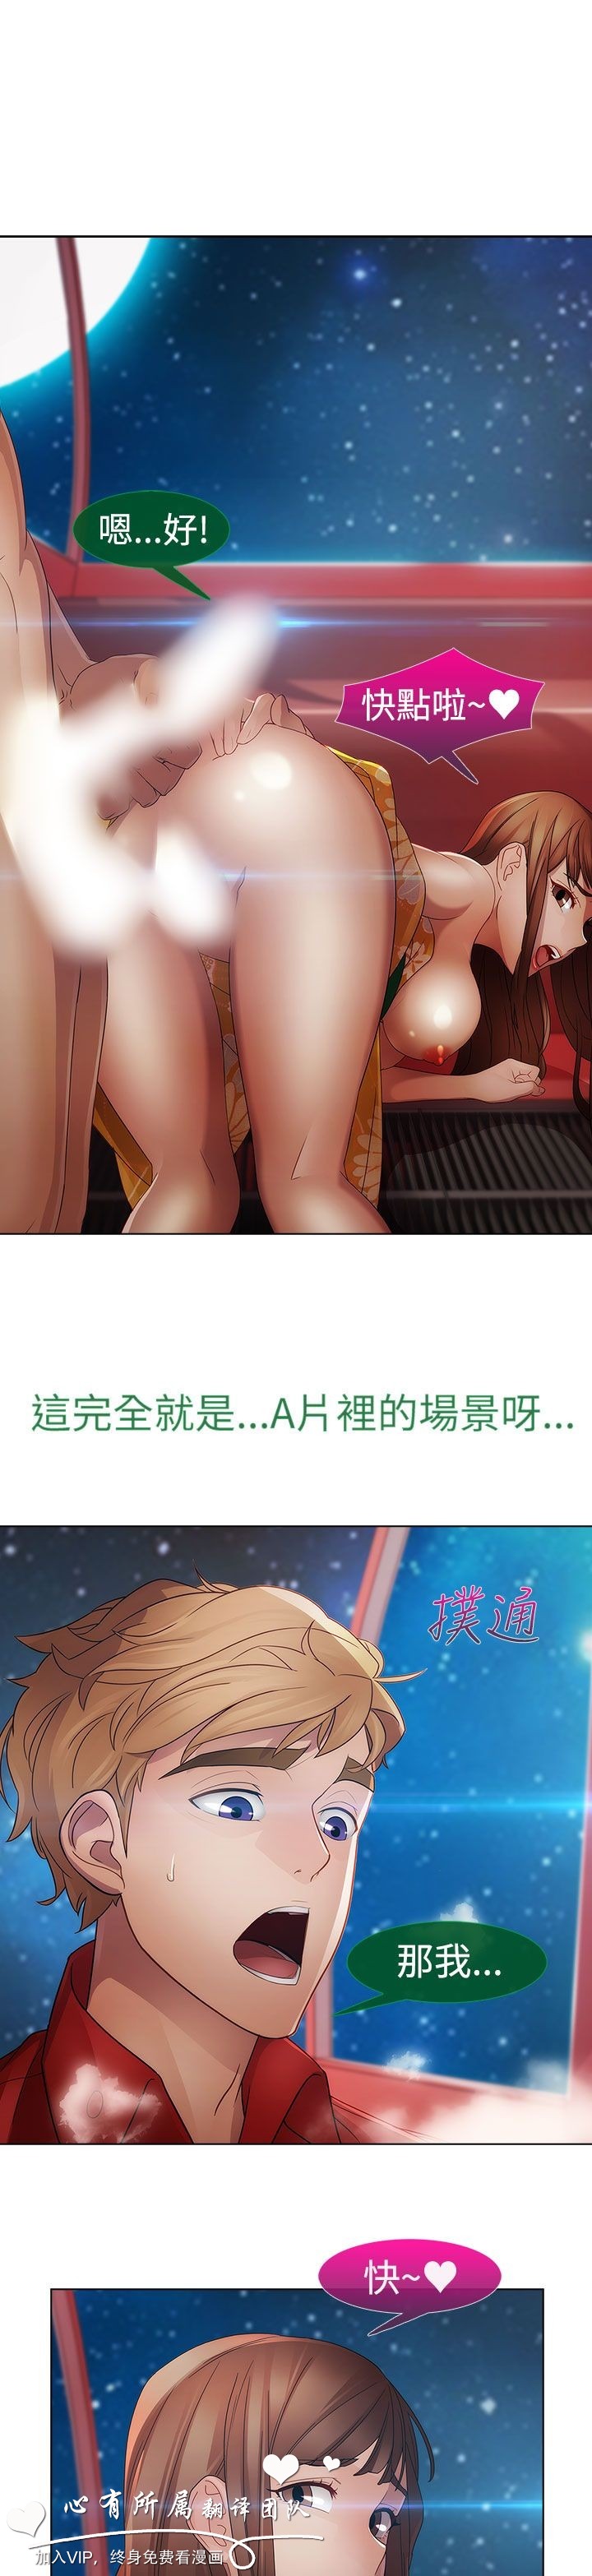 嗯...好!
快點啦~♥
這完全就是...A片裡的場景呀...
撲通
那我...
快~♥
心有所属翻译团队
加入VIP，终身免费看漫画